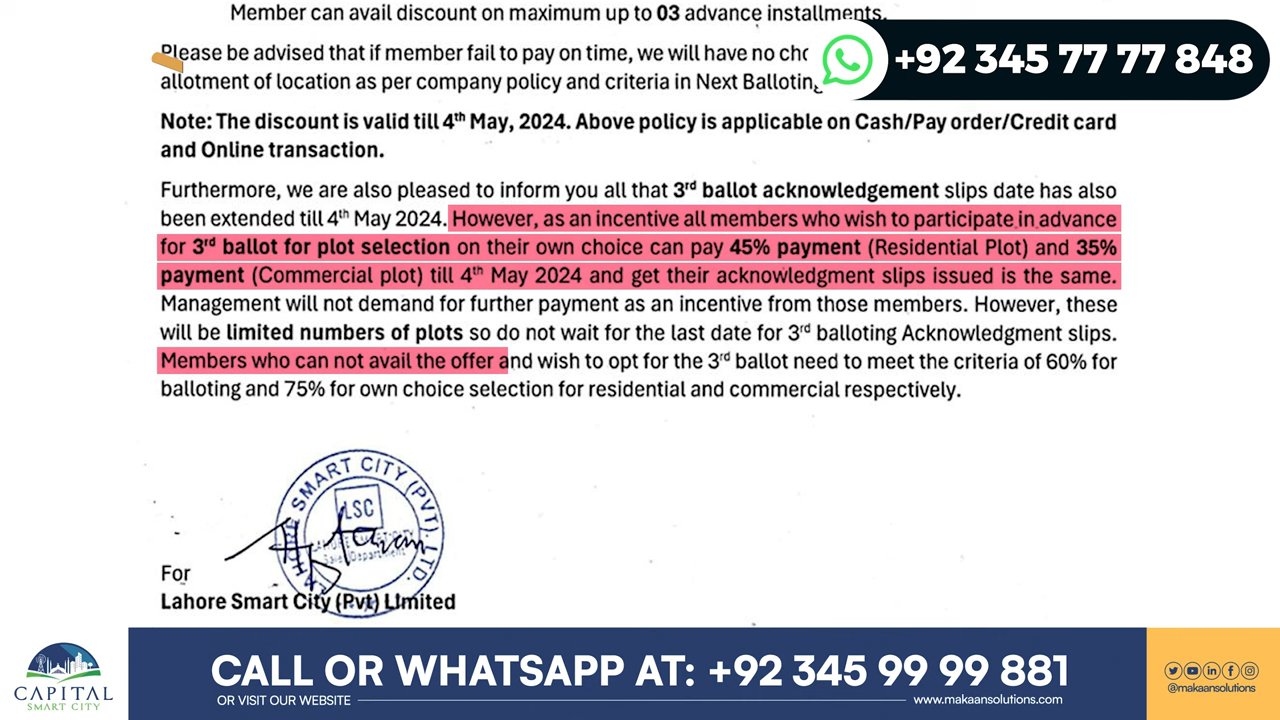 Member can avail discount on maximum up to 03 advance installments.
Please be advised that if member fail to pay on time, we will have no
allotment of location as per company policy and criteria in Next Balloting
+92 345 77 77 848
Note: The discount is valid till 4th May, 2024. Above policy is applicable on Cash/Pay order/Credit card
and Online transaction.
Furthermore, we are also pleased to inform you all that 3rd ballot acknowledgement slips date has also
been extended till 4th May 2024. However, as an incentive all members who wish to participate in advance
for 3rd ballot for plot selection on their own choice can pay 45% payment (Residential Plot) and 35%
payment (Commercial plot) till 4th May 2024 and get their acknowledgment slips issued is the same.
Management will not demand for further payment as an incentive from those members. However, these
will be limited numbers of plots so do not wait for the last date for 3rd balloting Acknowledgment slips.
Members who can not avail the offer and wish to opt for the 3rd ballot need to meet the criteria of 60% for
balloting and 75% for own choice selection for residential and commercial respectively.
LAHORE SMART CITY (PVT) LTD.
LSC
Sales Department
For
Lahore Smart City (Pvt) Limited
CAPITAL
SMART CITY
CALL OR WHATSAPP AT: +92 345 99 99 881
OR VISIT OUR WEBSITE
www.makaansolutions.com
@makaansolutions